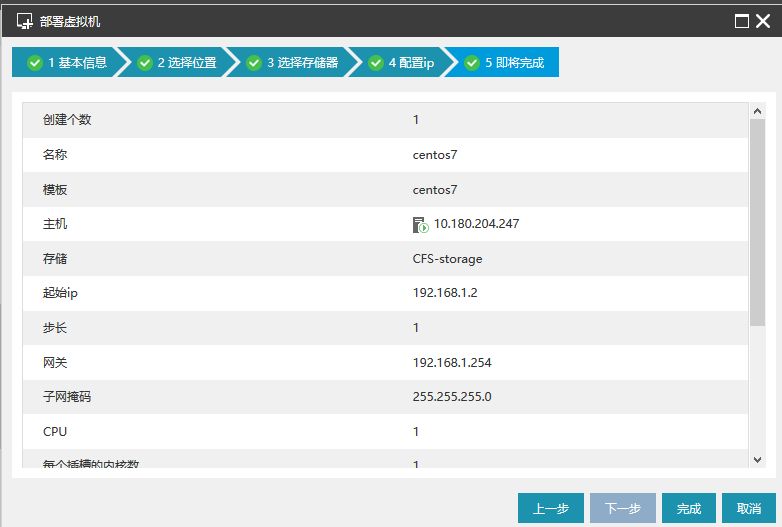 部署虚拟机
1 基本信息 2 选择位置 3 选择存储器 4 配置ip 5 即将完成
创建个数 1
名称 centos7
模板 centos7
主机 10.180.204.247
存储 CFS-storage
起始ip 192.168.1.2
步长 1
网关 192.168.1.254
子网掩码 255.255.255.0
CPU 1
每个插槽的内核数 1
上一步 下一步 完成 取消